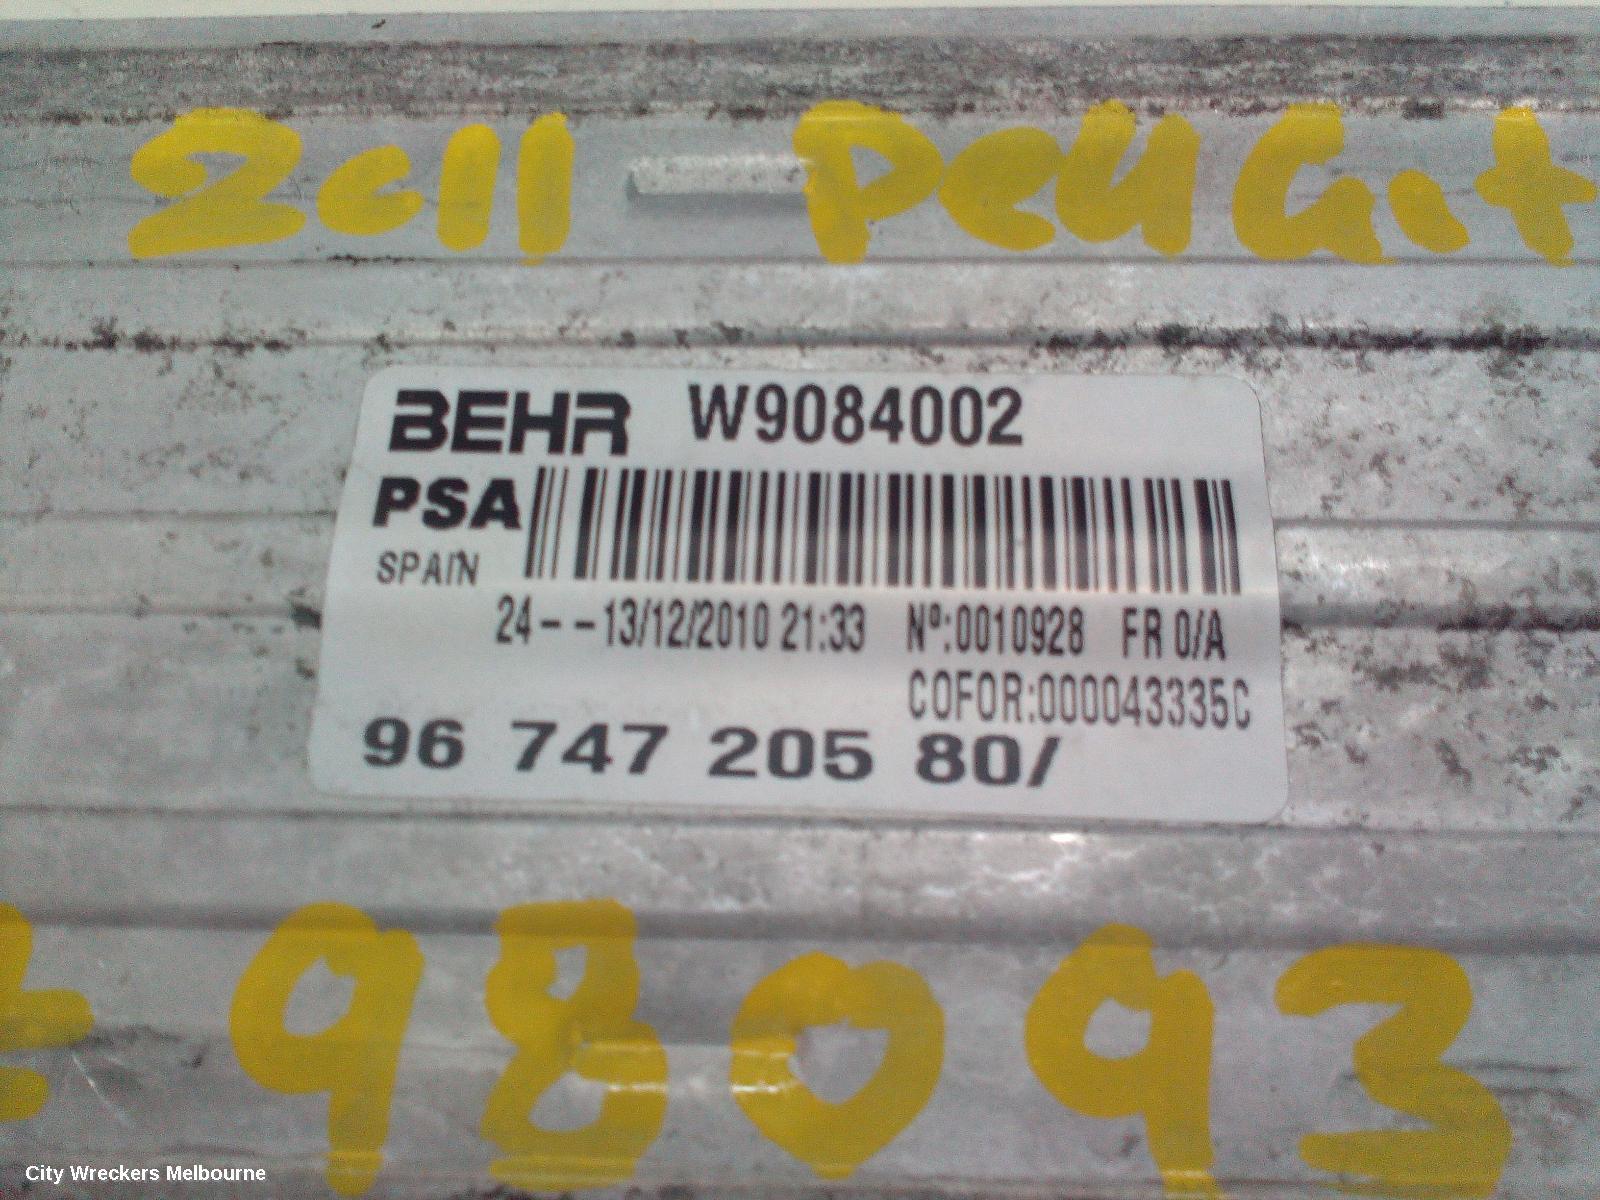 2011 - PeuGot
BEHR W9084002
PSA
SPAIN
24--13/12/2010 21:33 Nº:0010928 FR 0/A
COFOR:000043335C
96 747 205 80/
98093
City Wreckers Melbourne